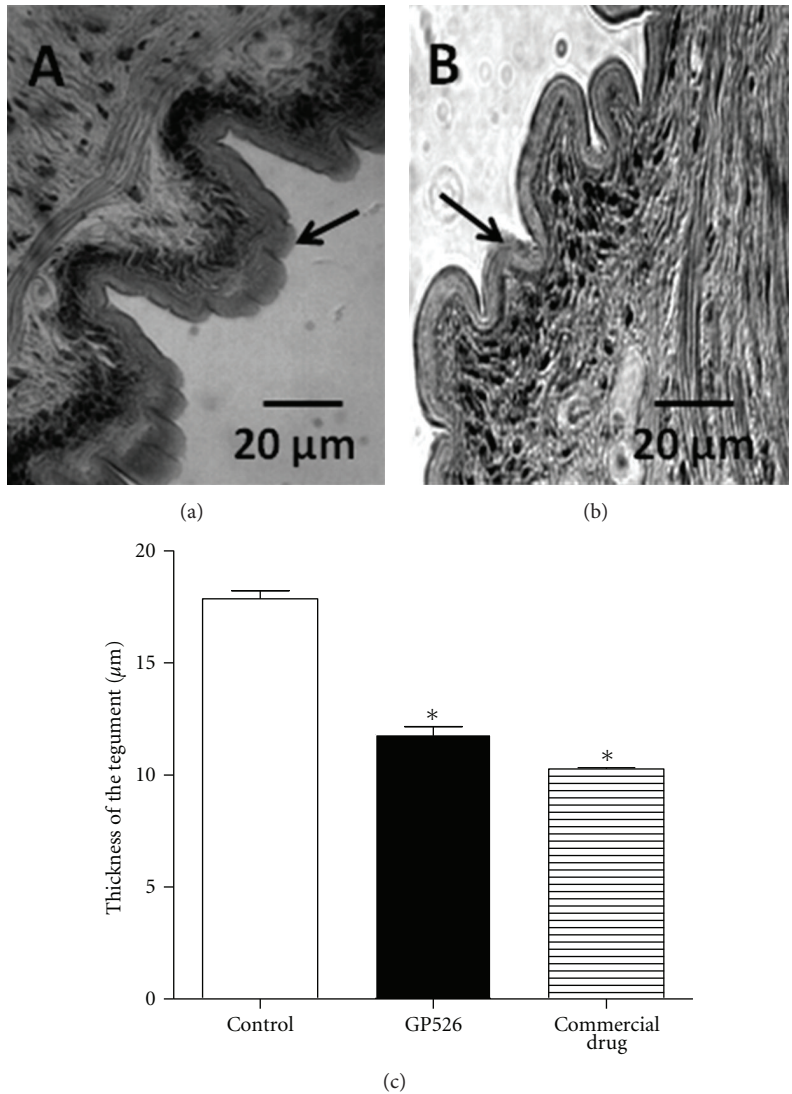 A
B
20 μm
20 μm
(a)
(b)
20
15
10
5
0
Thickness of the tegument (μm)
*
*
Control
GP526
Commercial
drug
(c)